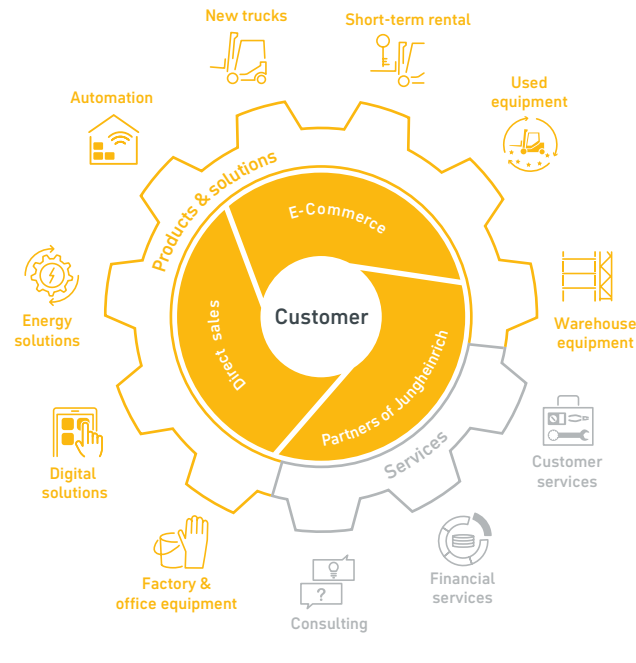 New trucks
Short-term rental
Used
equipment
Automation
Products & solutions
E-Commerce
Customer
Direct sales
Partners of Jungheinrich
Services
Energy
solutions
Warehouse
equipment
Digital
solutions
Customer
services
Factory &
office equipment
Financial
services
?
Consulting